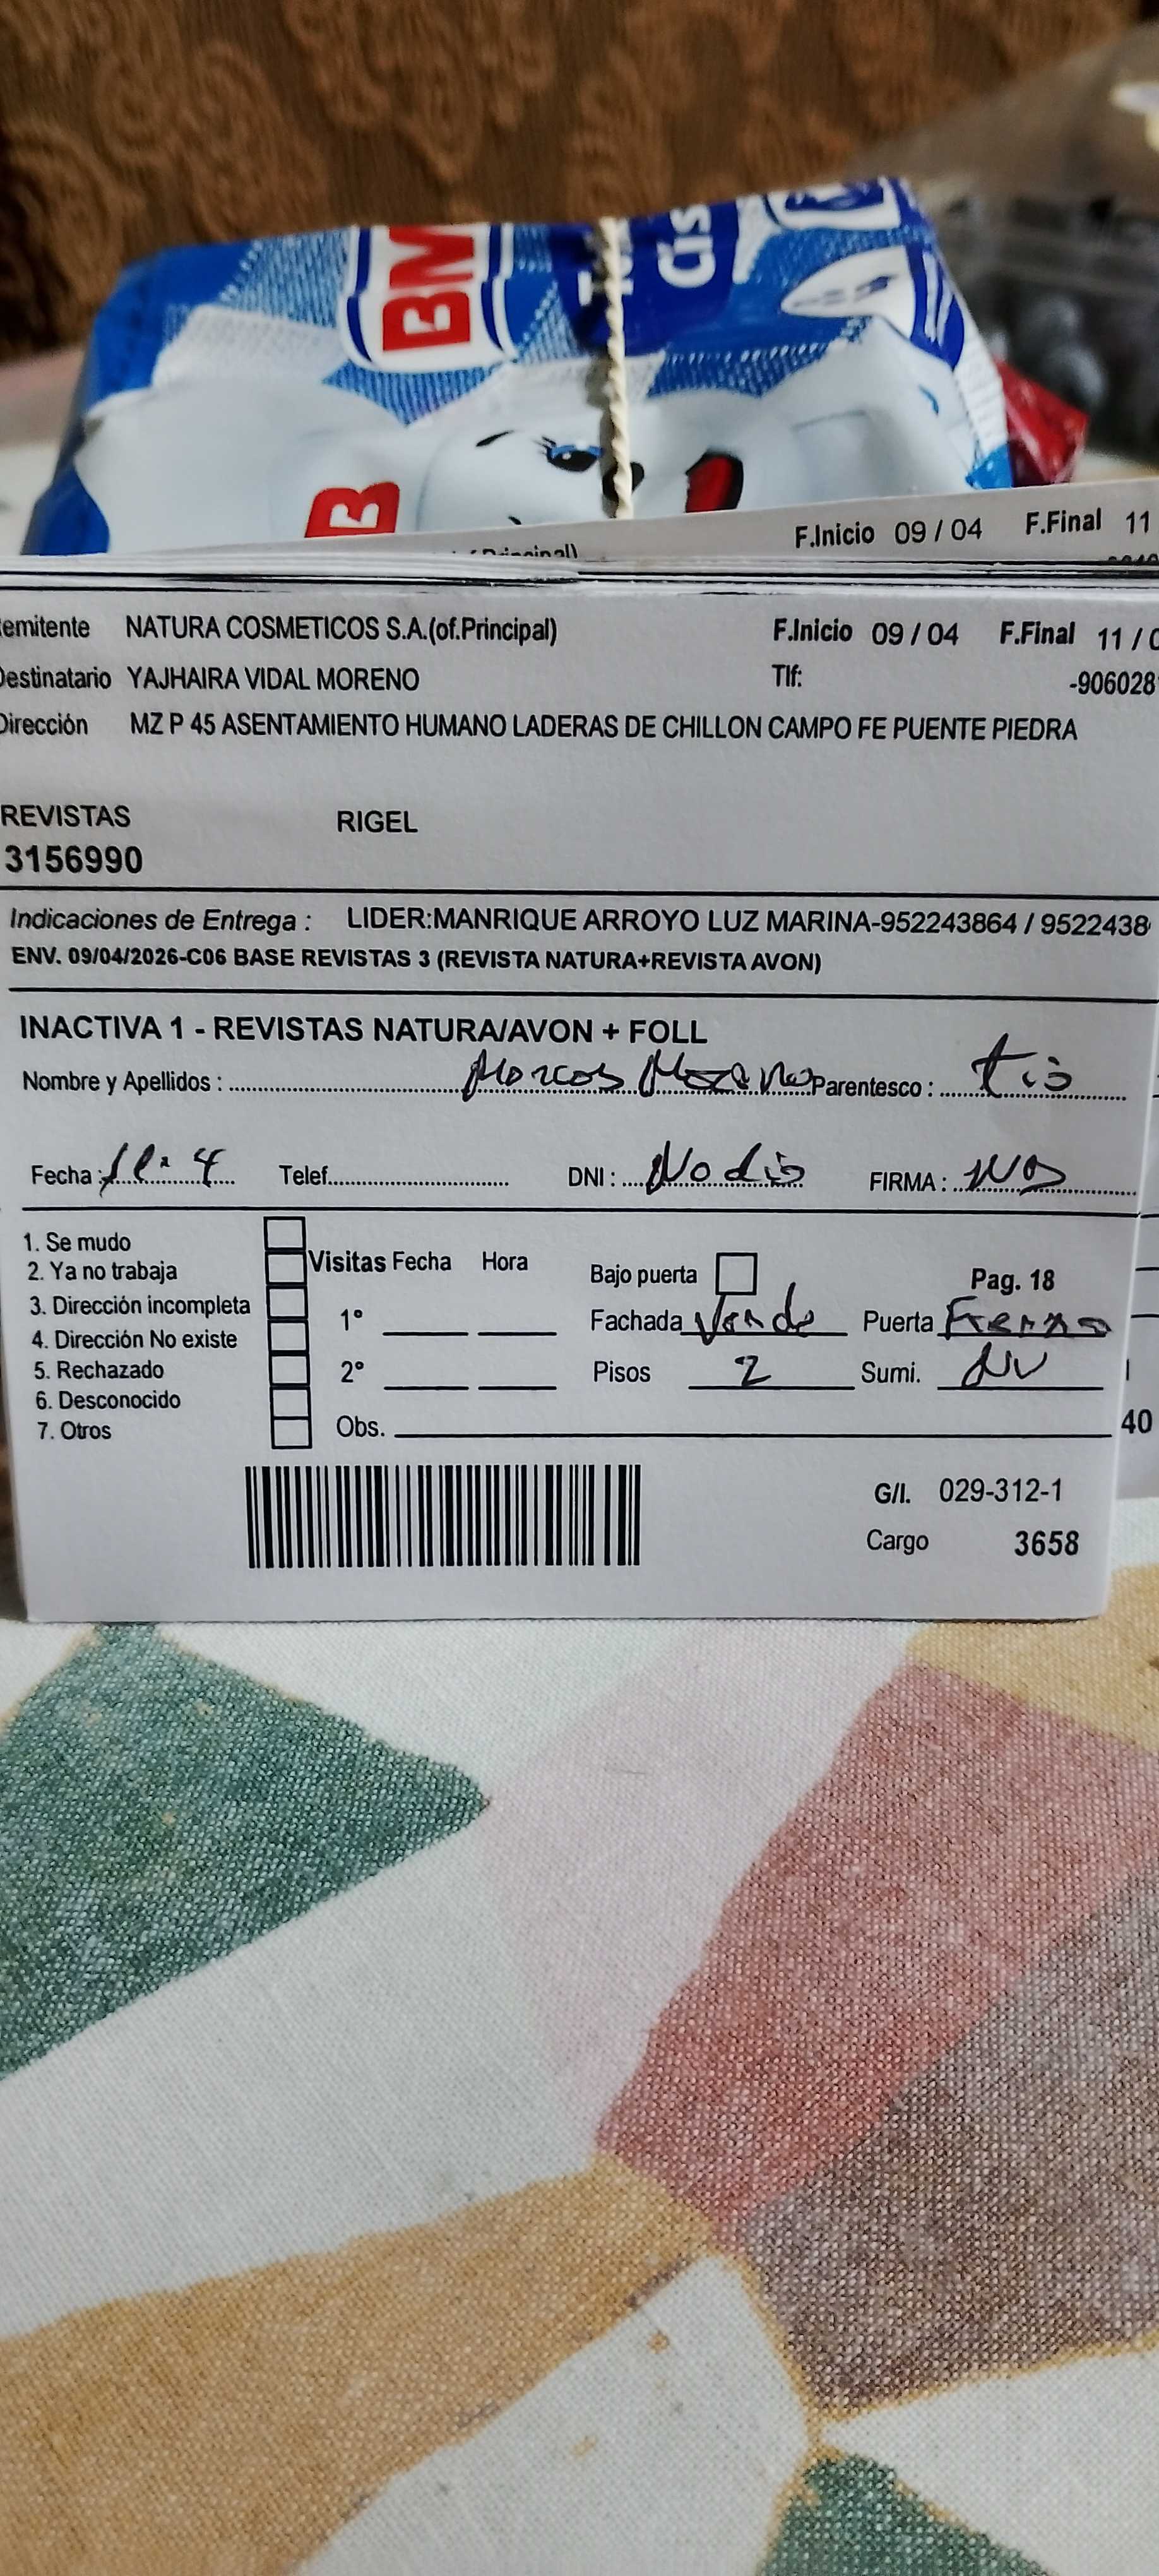 BM
B
F.Inicio 09 / 04 F.Final 11
emitente NATURA COSMETICOS S.A.(of.Principal) F.Inicio 09 / 04 F.Final 11 / 0
Destinatario YAJHAIRA VIDAL MORENO Tlf: -906028
Dirección MZ P 45 ASENTAMIENTO HUMANO LADERAS DE CHILLON CAMPO FE PUENTE PIEDRA
REVISTAS RIGEL
3156990
Indicaciones de Entrega : LIDER:MANRIQUE ARROYO LUZ MARINA-952243864 / 9522438
ENV. 09/04/2026-C06 BASE REVISTAS 3 (REVISTA NATURA+REVISTA AVON)
INACTIVA 1 - REVISTAS NATURA/AVON + FOLL
Nombre y Apellidos : Marcos Moreno Parentesco : tio
Fecha : 11-4 Telef. DNI : No dio FIRMA : NO
1. Se mudo
2. Ya no trabaja
3. Dirección incompleta
4. Dirección No existe
5. Rechazado
6. Desconocido
7. Otros
Visitas Fecha Hora
1°
2°
Obs.
Bajo puerta Pag. 18
Fachada Verde Puerta Fierro
Pisos 2 Sumi. NV
40
G/I. 029-312-1
Cargo 3658